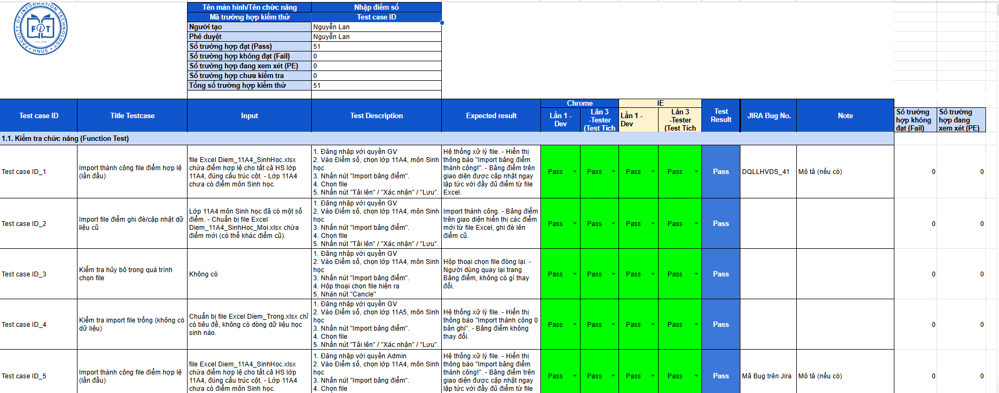 FACULTY OF INFORMATION TECHNOLOGY
FiT
EST 2003
HNUE
Tên màn hình/Tên chức năng
Nhập điểm số
Mã trường hợp kiểm thử
Test case ID
Người tạo
Nguyễn Lan
Phê duyệt
Nguyễn Lan
Số trường hợp đạt (Pass)
51
Số trường hợp không đạt (Fail)
0
Số trường hợp đang xem xét (PE)
0
Số trường hợp chưa kiểm tra
0
Tổng số trường hợp kiểm thử
51
Test case ID
Title Testcase
Input
Test Description
Expected result
Chrome
Lần 1 -
Dev
Lần 3
-Tester
(Test Tích
IE
Lần 1 -
Dev
Lần 3
-Tester
(Test Tích
Test
Result
JIRA Bug No.
Note
Số trường
hợp không
đạt (Fail)
Số trường
hợp đang
xem xét (PE)
1.1. Kiểm tra chức năng (Function Test)
Test case ID_1
Import thành công file điểm hợp lệ
(lần đầu)
file Excel Diem_11A4_SinhHoc.xlsx
chứa điểm hợp lệ cho tất cả HS lớp
11A4, đúng cấu trúc cột. - Lớp 11A4
chưa có điểm môn Sinh học.
1. Đăng nhập với quyền GV
2. Vào Điểm số, chọn lớp 11A4, môn Sinh
học
3. Nhấn nút "Import bảng điểm".
4. Chọn file
5. Nhấn nút "Tải lên" / "Xác nhận" / "Lưu".
Hệ thống xử lý file. - Hiển thị
thông báo "Import bảng điểm
thành công!". - Bảng điểm trên
giao diện được cập nhật ngay
lập tức với đầy đủ điểm từ file
Excel.
Pass
Pass
Pass
Pass
Pass
DQLLHVDS_41
Mô tả (nếu có)
0
0
Test case ID_2
Import file điểm ghi đè/cập nhật dữ
liệu cũ
Lớp 11A4 môn Sinh học đã có một số
điểm. - Chuẩn bị file Excel
Diem_11A4_SinhHoc_Moi.xlsx chứa
điểm mới (có thể khác điểm cũ).
1. Đăng nhập với quyền GV
2. Vào Điểm số, chọn lớp 11A4, môn Sinh
học
3. Nhấn nút "Import bảng điểm".
4. Chọn file
5. Nhấn nút "Tải lên" / "Xác nhận" / "Lưu".
Import thành công. - Bảng điểm
trên giao diện hiển thị các điểm
mới từ file Excel, ghi đè lên
điểm cũ.
Pass
Pass
Pass
Pass
Pass
0
0
Test case ID_3
Kiểm tra hủy bỏ trong quá trình
chọn file
Không có
1. Đăng nhập với quyền GV
2. Vào Điểm số, chọn lớp 11A4, môn Sinh
học
3. Nhấn nút "Import bảng điểm".
4. Hộp thoại chọn file hiện ra
5. Nhấn nút "Cancle"
Hộp thoại chọn file đóng lại. -
Người dùng quay lại trang
Bảng điểm, không có gì thay
đổi.
Pass
Pass
Pass
Pass
Pass
0
0
Test case ID_4
Kiểm tra import file trống (không có
dữ liệu)
Chuẩn bị file Excel Diem_Trong.xlsx chỉ
có tiêu đề, không có dòng dữ liệu học
sinh nào.
1. Đăng nhập với quyền GV
2. Vào Điểm số, chọn lớp 11A5, môn Sinh
học
3. Nhấn nút "Import bảng điểm".
4. Chọn file
5. Nhấn nút "Tải lên" / "Xác nhận" / "Lưu".
Hệ thống xử lý file. - Hiển thị
thông báo "Import thành công 0
bản ghi". - Bảng điểm không
thay đổi.
Pass
Pass
Pass
Pass
Pass
0
0
Test case ID_5
Import thành công file điểm hợp lệ
(lần đầu)
file Excel Diem_11A4_SinhHoc.xlsx
chứa điểm hợp lệ cho tất cả HS lớp
11A4, đúng cấu trúc cột. - Lớp 11A4
chưa có điểm môn Sinh học.
1. Đăng nhập với quyền Admin
2. Vào Điểm số, chọn lớp 11A4, môn Sinh
học
3. Nhấn nút "Import bảng điểm".
4. Chọn file
Hệ thống xử lý file. - Hiển thị
thông báo "Import bảng điểm
thành công!". - Bảng điểm trên
giao diện được cập nhật ngay
lập tức với đầy đủ điểm từ file
Pass
Pass
Pass
Pass
Pass
Mã Bug trên Jira
Mô tả (nếu có)
0
0